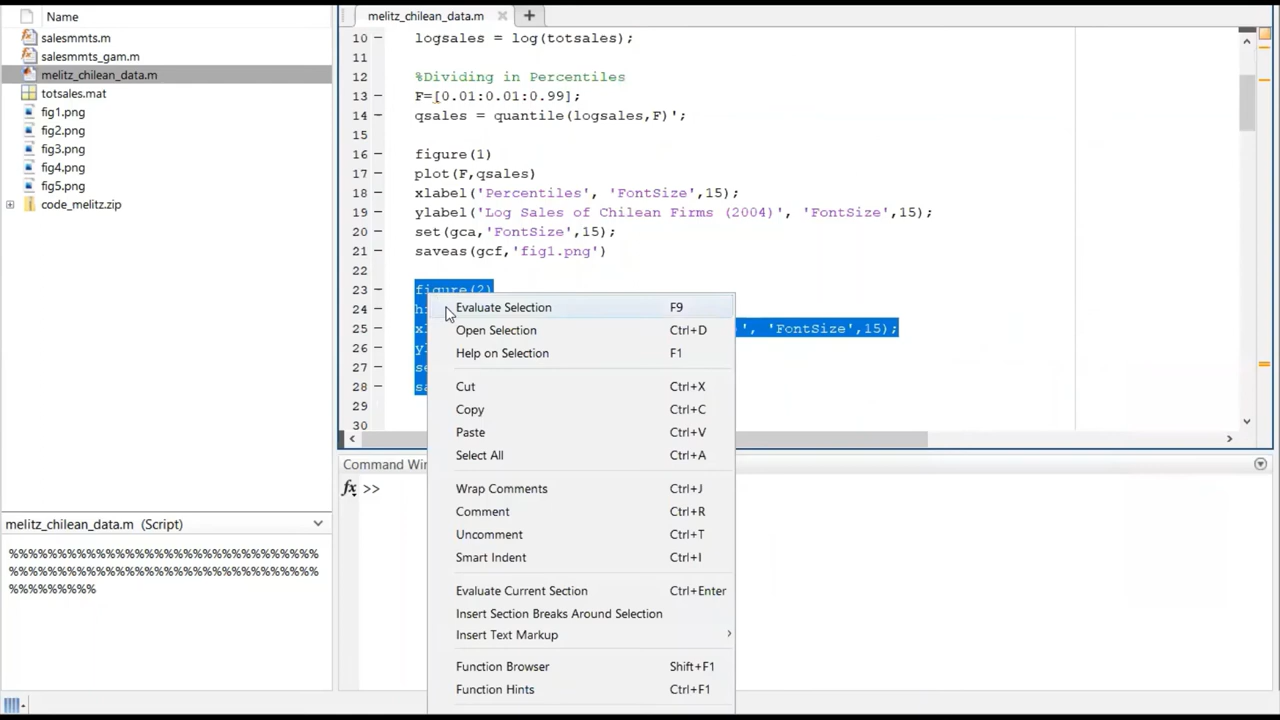 Name
salesmmts.m
salesmmts_gam.m
melitz_chilean_data.m
totsales.mat
fig1.png
fig2.png
fig3.png
fig4.png
fig5.png
code_melitz.zip
melitz_chilean_data.m (Script)
%%%%%%%%%%%%%%%%%%%%%%%%%%%%%%%%
%%%%%%%%%%%%%%%%%%%%%%%%%%%%%%%%
%%%%%%%%%
melitz_chilean_data.m
10 logsales = log(totsales);
11
12 %Dividing in Percentiles
13 F=[0.01:0.01:0.99];
14 qsales = quantile(logsales,F)';
15
16 figure(1)
17 plot(F,qsales)
18 xlabel('Percentiles', 'FontSize',15);
19 ylabel('Log Sales of Chilean Firms (2004)', 'FontSize',15);
20 set(gca,'FontSize',15);
21 saveas(gcf,'fig1.png')
22
23 figure(2)
24
25 ', 'FontSize',15);
26
27
28
29
30
Evaluate Selection F9
Open Selection Ctrl+D
Help on Selection F1
Cut Ctrl+X
Copy Ctrl+C
Paste Ctrl+V
Select All Ctrl+A
Wrap Comments Ctrl+J
Comment Ctrl+R
Uncomment Ctrl+T
Smart Indent Ctrl+I
Evaluate Current Section Ctrl+Enter
Insert Section Breaks Around Selection
Insert Text Markup
Function Browser Shift+F1
Function Hints Ctrl+F1
Command Win
fx >>